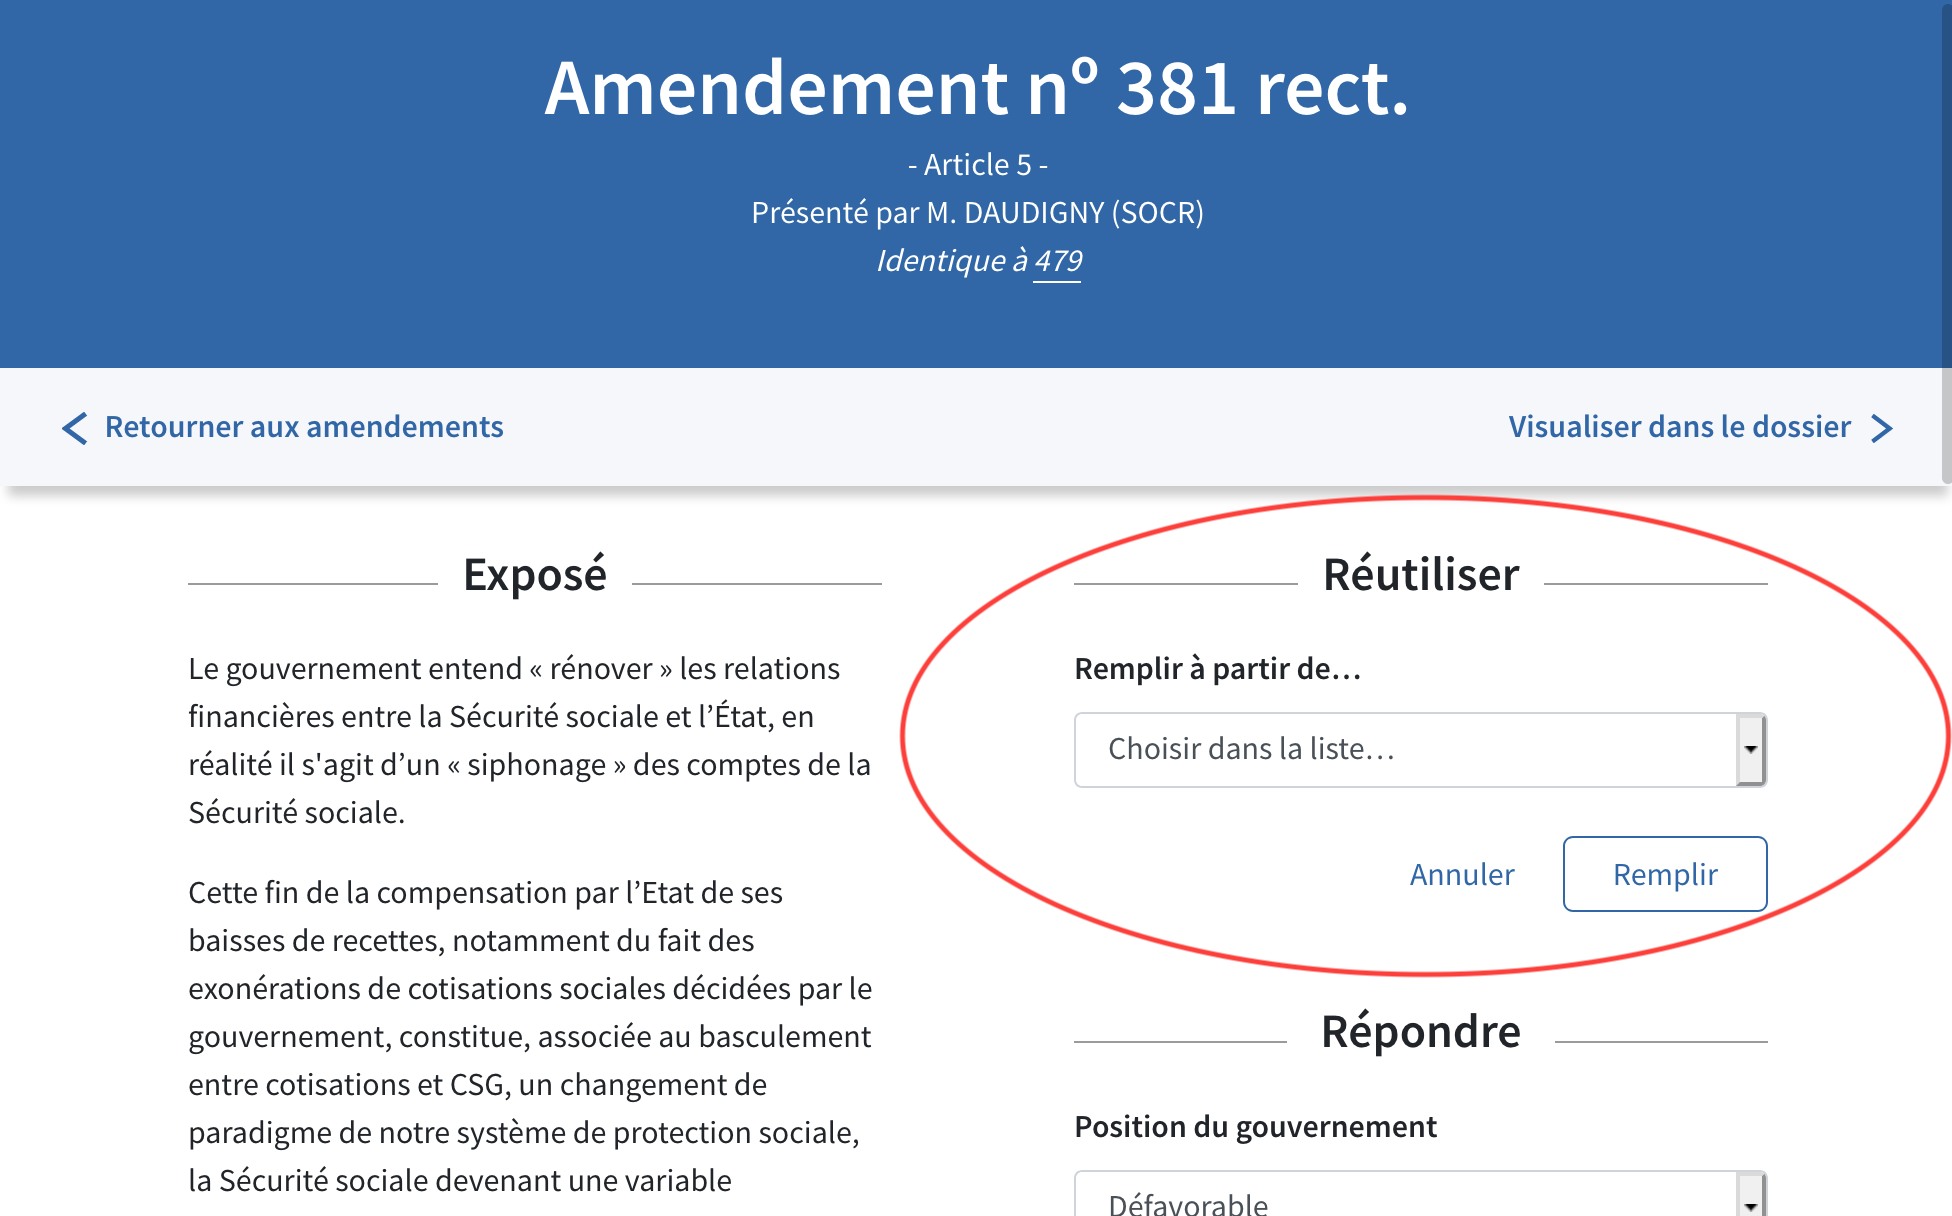 Amendement nº 381 rect.
- Article 5 -
Présenté par M. DAUDIGNY (SOCR)
Identique à 479
Retourner aux amendements
Visualiser dans le dossier
Exposé
Le gouvernement entend « rénover » les relations
financières entre la Sécurité sociale et l’État, en
réalité il s'agit d’un « siphonage » des comptes de la
Sécurité sociale.
Cette fin de la compensation par l’Etat de ses
baisses de recettes, notamment du fait des
exonérations de cotisations sociales décidées par le
gouvernement, constitue, associée au basculement
entre cotisations et CSG, un changement de
paradigme de notre système de protection sociale,
la Sécurité sociale devenant une variable
Réutiliser
Remplir à partir de…
Choisir dans la liste…
Annuler
Remplir
Répondre
Position du gouvernement
Défavorable